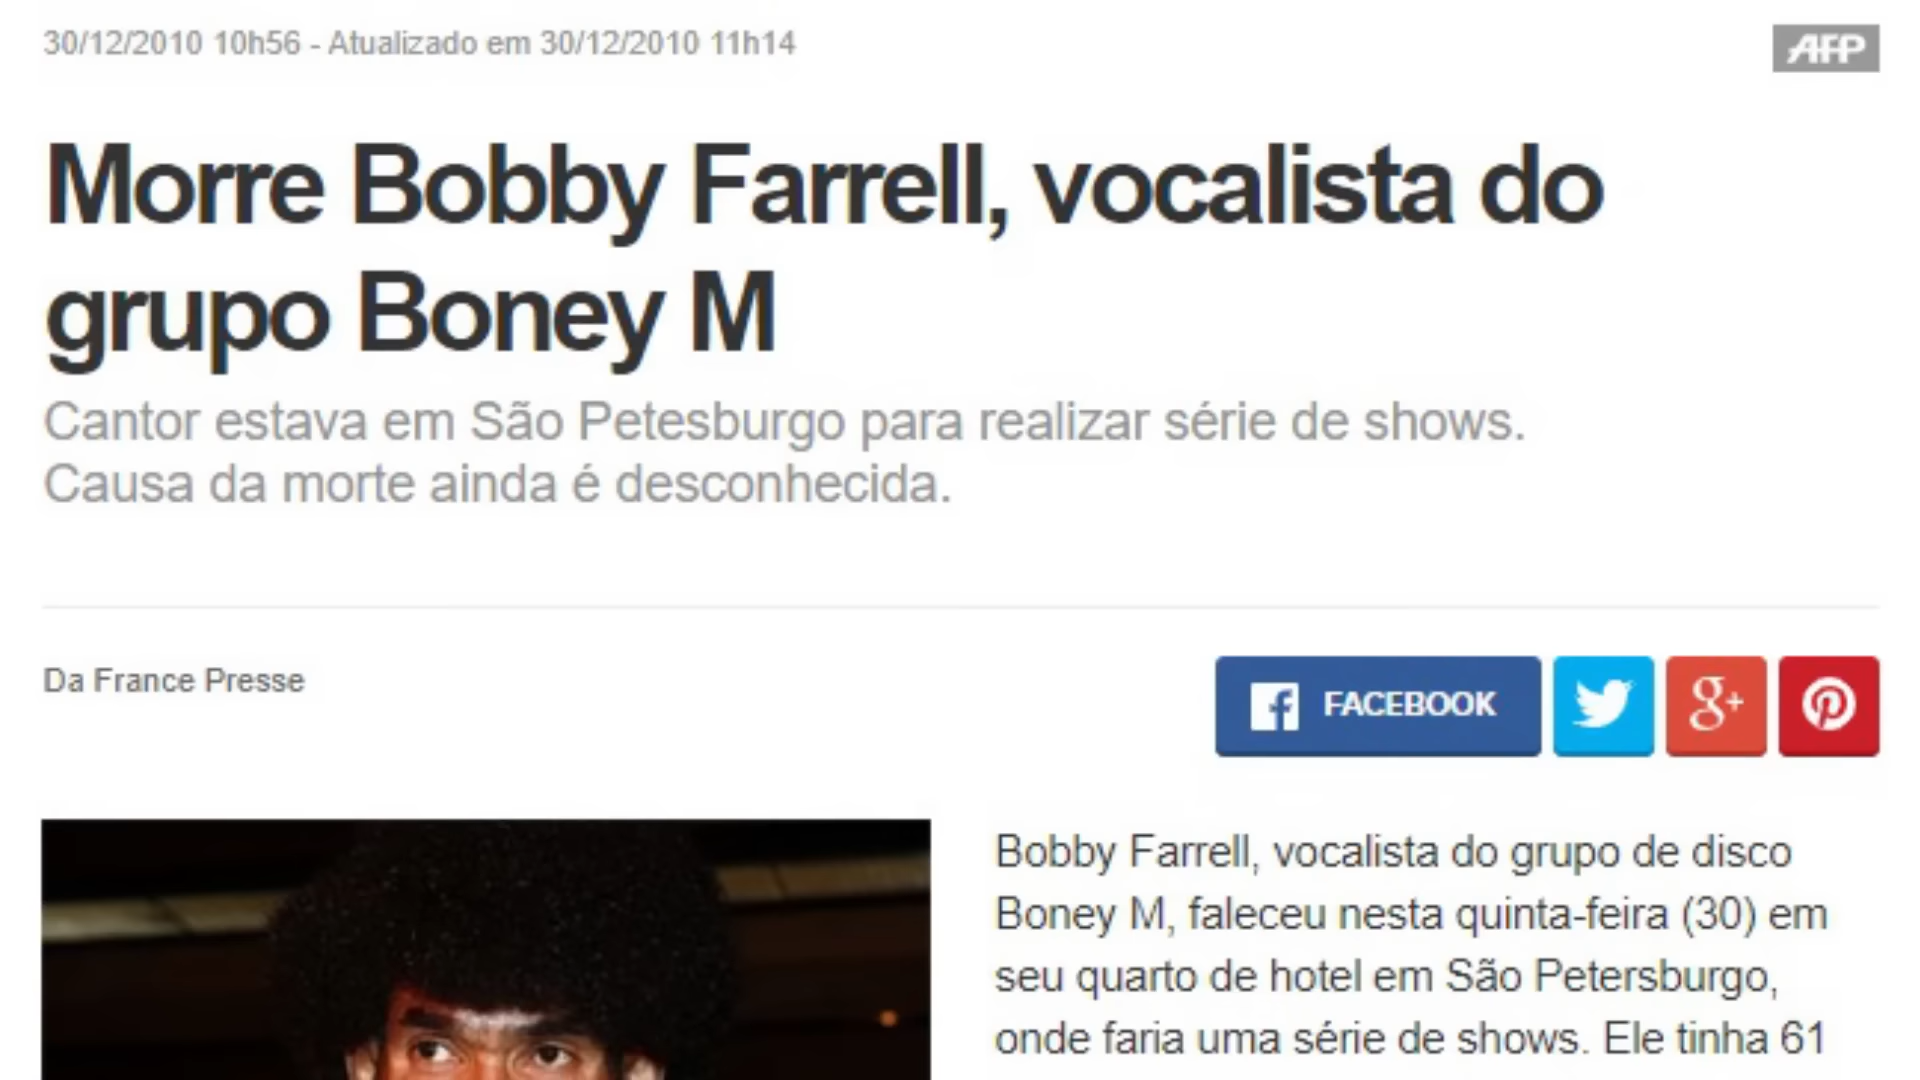 30/12/2010 10h56 - Atualizado em 30/12/2010 11h14
AFP
Morre Bobby Farrell, vocalista do
grupo Boney M
Cantor estava em São Petesburgo para realizar série de shows.
Causa da morte ainda é desconhecida.
Da France Presse
FACEBOOK
g+
Bobby Farrell, vocalista do grupo de disco
Boney M, faleceu nesta quinta-feira (30) em
seu quarto de hotel em São Petersburgo,
onde faria uma série de shows. Ele tinha 61